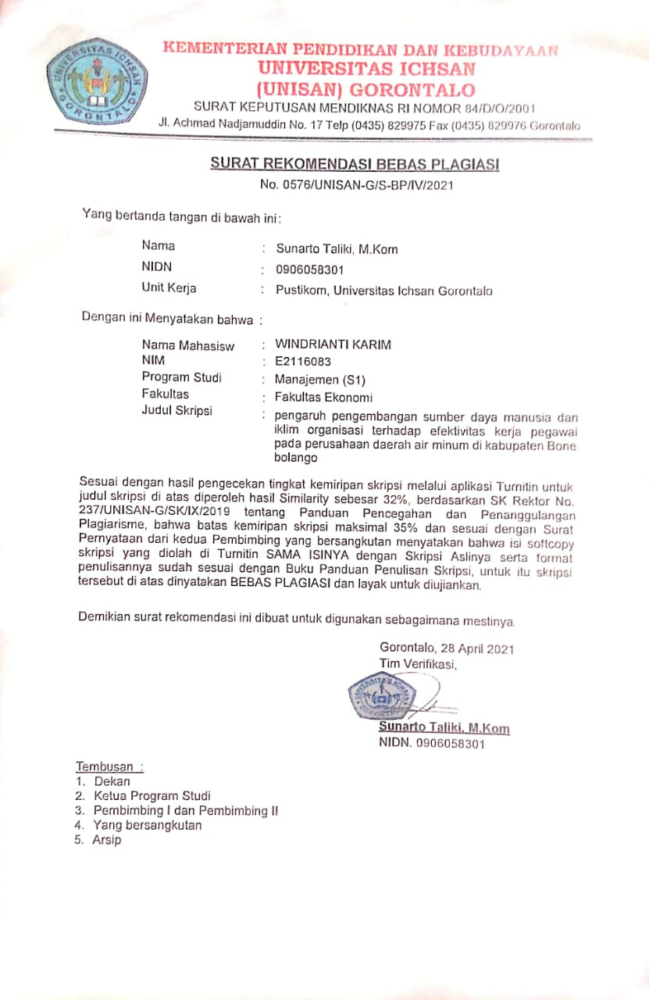 UNIVERSITAS ICHSAN
GORONTALO
KEMENTERIAN PENDIDIKAN DAN KEBUDAYAAN
UNIVERSITAS ICHSAN
(UNISAN) GORONTALO
SURAT KEPUTUSAN MENDIKNAS RI NOMOR 84/D/O/2001
Jl. Achmad Nadjamuddin No. 17 Telp (0435) 829975 Fax (0435) 829976 Gorontalo
SURAT REKOMENDASI BEBAS PLAGIASI
No. 0576/UNISAN-G/S-BP/IV/2021
Yang bertanda tangan di bawah ini :
Nama : Sunarto Taliki, M.Kom
NIDN : 0906058301
Unit Kerja : Pustikom, Universitas Ichsan Gorontalo
Dengan ini Menyatakan bahwa :
Nama Mahasisw : WINDRIANTI KARIM
NIM : E2116083
Program Studi : Manajemen (S1)
Fakultas : Fakultas Ekonomi
Judul Skripsi : pengaruh pengembangan sumber daya manusia dan
iklim organisasi terhadap efektivitas kerja pegawai
pada perusahaan daerah air minum di kabupaten Bone
bolango
Sesuai dengan hasil pengecekan tingkat kemiripan skripsi melalui aplikasi Turnitin untuk
judul skripsi di atas diperoleh hasil Similarity sebesar 32%, berdasarkan SK Rektor No.
237/UNISAN-G/SK/IX/2019 tentang Panduan Pencegahan dan Penanggulangan
Plagiarisme, bahwa batas kemiripan skripsi maksimal 35% dan sesuai dengan Surat
Pernyataan dari kedua Pembimbing yang bersangkutan menyatakan bahwa isi softcopy
skripsi yang diolah di Turnitin SAMA ISINYA dengan Skripsi Aslinya serta format
penulisannya sudah sesuai dengan Buku Panduan Penulisan Skripsi, untuk itu skripsi
tersebut di atas dinyatakan BEBAS PLAGIASI dan layak untuk diujiankan.
Demikian surat rekomendasi ini dibuat untuk digunakan sebagaimana mestinya.
Gorontalo, 28 April 2021
Tim Verifikasi,
UNIVERSITAS ICHSAN
GORONTALO
Sunarto Taliki, M.Kom
NIDN. 0906058301
Tembusan :
1. Dekan
2. Ketua Program Studi
3. Pembimbing I dan Pembimbing II
4. Yang bersangkutan
5. Arsip